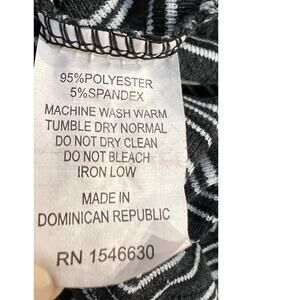 95%POLYESTER
5%SPANDEX
MACHINE WASH WARM
TUMBLE DRY NORMAL
DO NOT DRY CLEAN
DO NOT BLEACH
IRON LOW
MADE IN
DOMINICAN REPUBLIC
RN 1546630